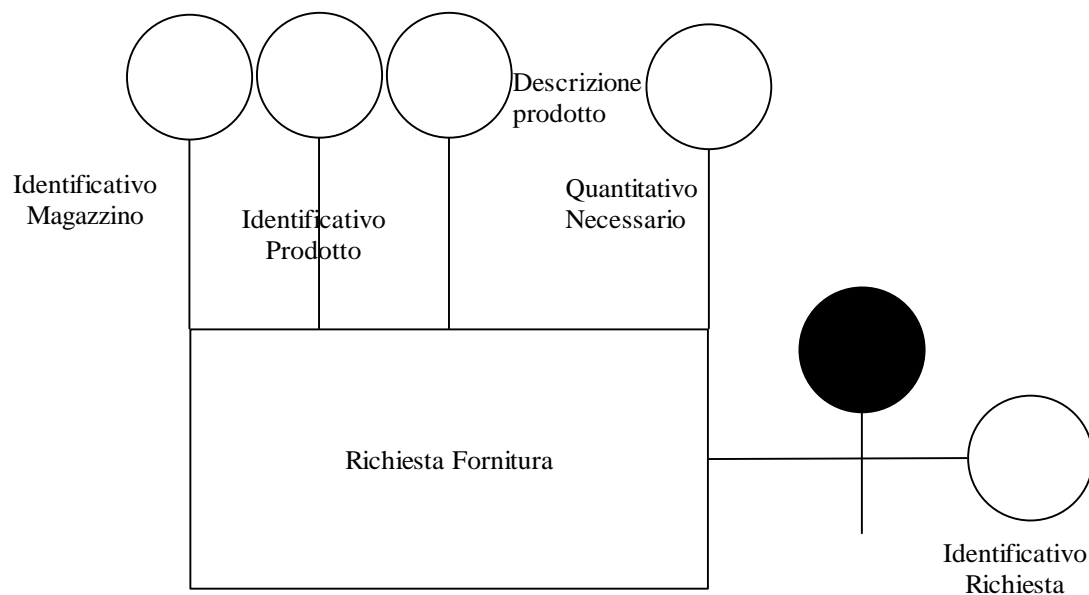 Descrizione
prodotto
Identificativo
Magazzino
Identificativo
Prodotto
Quantitativo
Necessario
Richiesta Fornitura
Identificativo
Richiesta